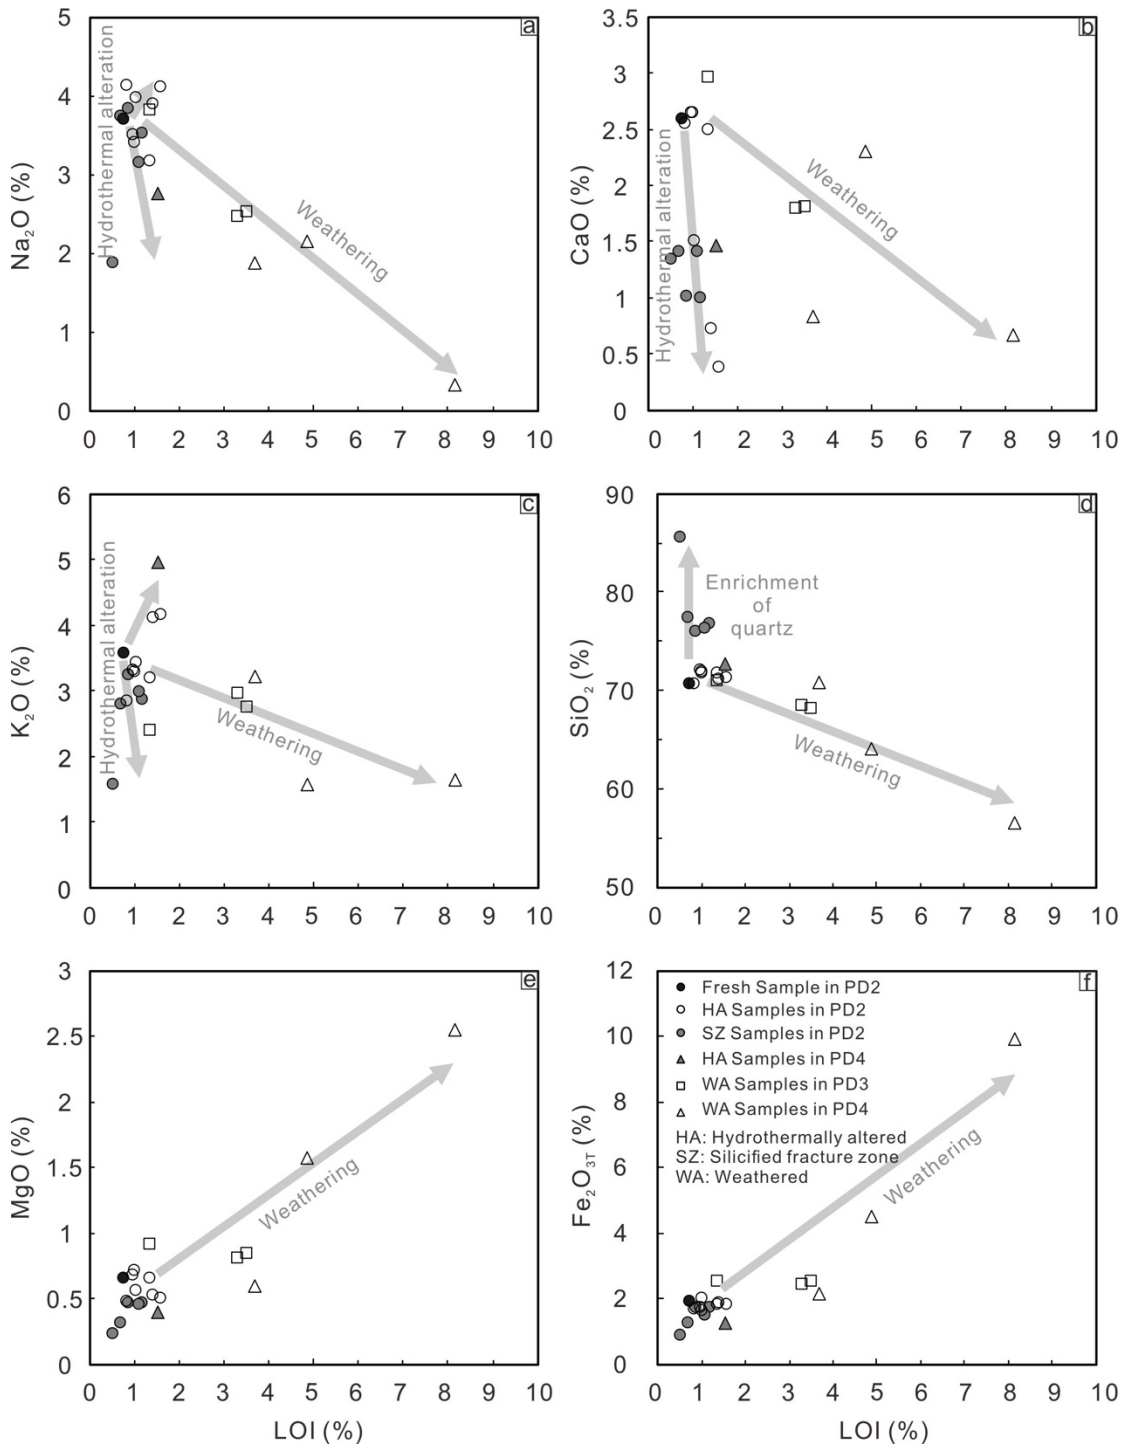 a
5
4
3
2
1
0
Na2O (%)
Hydrothermal alteration
Weathering
0 1 2 3 4 5 6 7 8 9 10
b
3.5
3
2.5
2
1.5
1
0.5
0
CaO (%)
Hydrothermal alteration
Weathering
0 1 2 3 4 5 6 7 8 9 10
c
6
5
4
3
2
1
0
K2O (%)
Hydrothermal alteration
Weathering
0 1 2 3 4 5 6 7 8 9 10
d
90
80
70
60
50
SiO2 (%)
Enrichment
of
quartz
Weathering
0 1 2 3 4 5 6 7 8 9 10
e
3
2.5
2
1.5
1
0.5
0
MgO (%)
Weathering
0 1 2 3 4 5 6 7 8 9 10
LOI (%)
f
12
10
8
6
4
2
0
Fe2O3T (%)
Fresh Sample in PD2
HA Samples in PD2
SZ Samples in PD2
HA Samples in PD4
WA Samples in PD3
WA Samples in PD4
HA: Hydrothermally altered
SZ: Silicified fracture zone
WA: Weathered
Weathering
0 1 2 3 4 5 6 7 8 9 10
LOI (%)